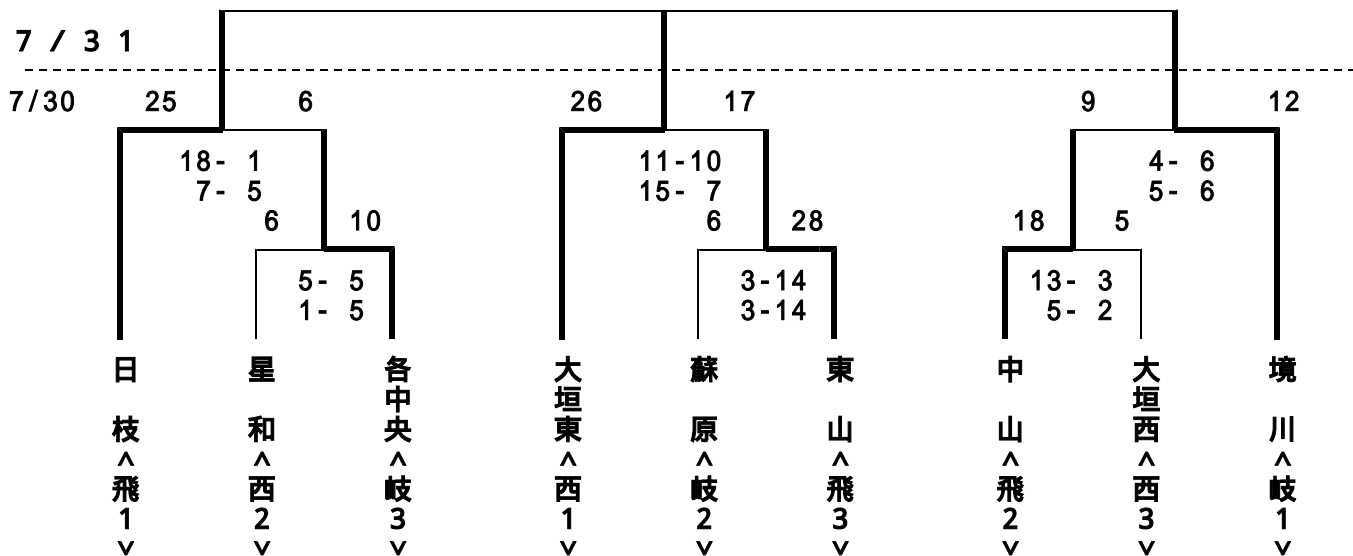 7 / 3 1
7/30 25 6 26 17 9 12
18- 1 11-10 4- 6
7- 5 15- 7 5- 6
6 10 6 28 18 5
5- 5 3-14 13- 3
1- 5 3-14 5- 2
日枝<飛1>
星和<西2>
各中央<岐3>
大垣東<西1>
蘇原<岐2>
東山<飛3>
中山<飛2>
大垣西<西3>
境川<岐1>